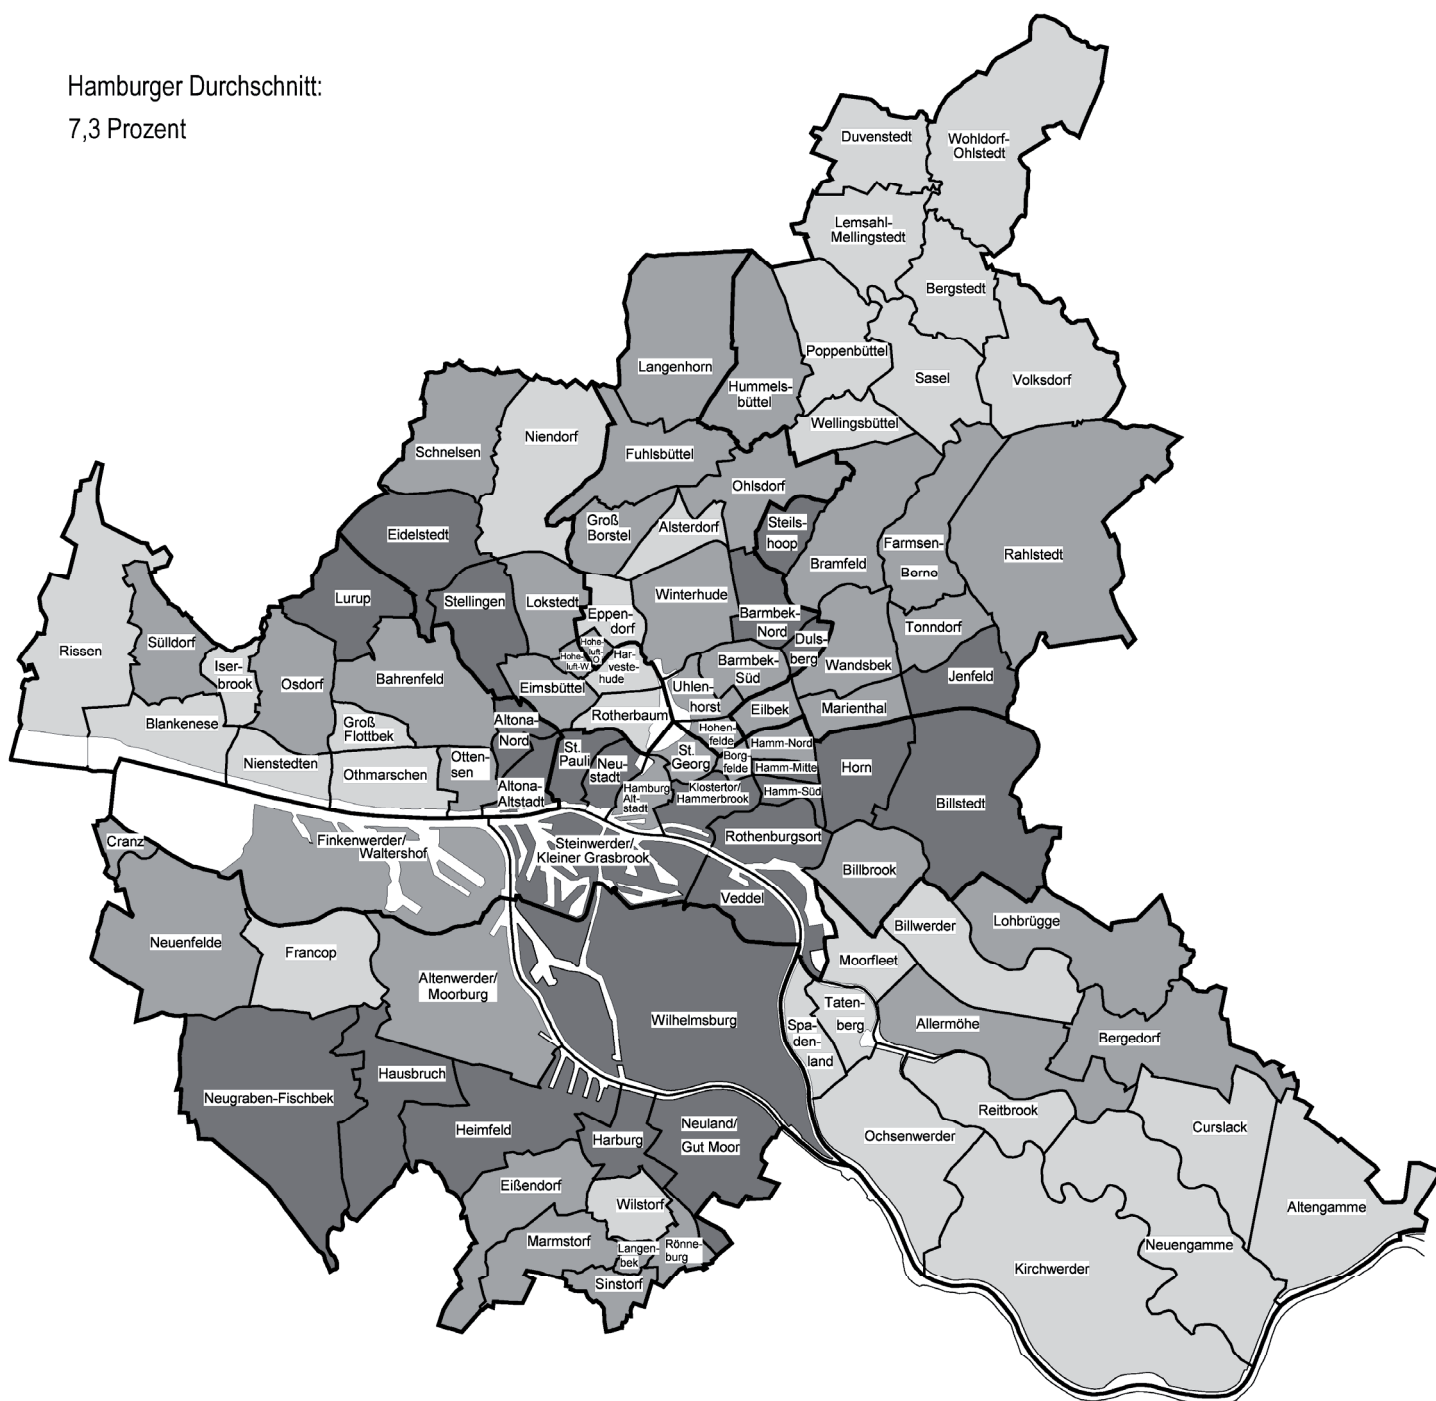 Hamburger Durchschnitt:
7,3 Prozent
Duvenstedt
Wohldorf-
Ohlstedt
Lemsahl-
Mellingstedt
Bergstedt
Poppenbüttel
Sasel
Volksdorf
Langenhorn
Hummels-
büttel
Wellingsbüttel
Niendorf
Schnelsen
Fuhlsbüttel
Ohlsdorf
Groß
Borstel
Alsterdorf
Steils-
hoop
Eidelstedt
Bramfeld
Farmsen-
Berne
Rahlstedt
Lurup
Stellingen
Lokstedt
Eppen-
dorf
Winterhude
Barmbek-
Nord
Duls-
berg
Tonndorf
Wandsbek
Jenfeld
Rissen
Sülldorf
Iser-
brook
Osdorf
Bahrenfeld
Hohe-
luft-
O
Hohe-
luft-W
Har-
veste-
hude
Eimsbüttel
Barmbek-
Süd
Uhlen-
horst
Eilbek
Marienthal
Blankenese
Groß
Flottbek
Rotherbaum
Altona-
Nord
Hohen-
felde
Hamm-Nord
Nienstedten
Othmarschen
Otten-
sen
St.
Pauli
Neu-
stadt
St.
Georg
Borg-
felde
Hamm-Mitte
Horn
Altona-
Altstadt
Hamburg
Alt-
stadt
Klostertor/
Hammerbrook
Hamm-Süd
Billstedt
Cranz
Finkenwerder/
Waltershof
Steinwerder/
Kleiner Grasbrook
Rothenburgsort
Billbrook
Veddel
Neuenfelde
Francop
Billwerder
Lohbrügge
Moorfleet
Altenwerder/
Moorburg
Wilhelmsburg
Taten-
berg
Spa-
den-
land
Allermöhe
Bergedorf
Hausbruch
Neugraben-Fischbek
Heimfeld
Harburg
Neuland/
Gut Moor
Reitbrook
Ochsenwerder
Curslack
Eißendorf
Wilstorf
Altengamme
Marmstorf
Langen-
bek
Rönne-
burg
Neuengamme
Sinstorf
Kirchwerder